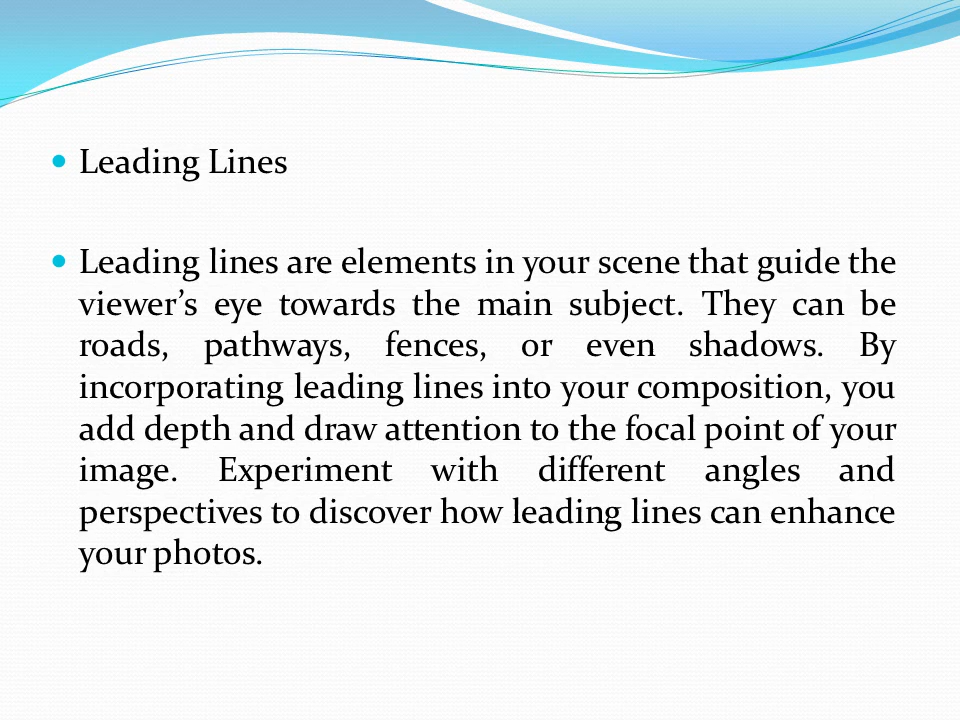 Leading Lines
Leading lines are elements in your scene that guide the
viewer’s eye towards the main subject. They can be
roads, pathways, fences, or even shadows. By
incorporating leading lines into your composition, you
add depth and draw attention to the focal point of your
image. Experiment with different angles and
perspectives to discover how leading lines can enhance
your photos.